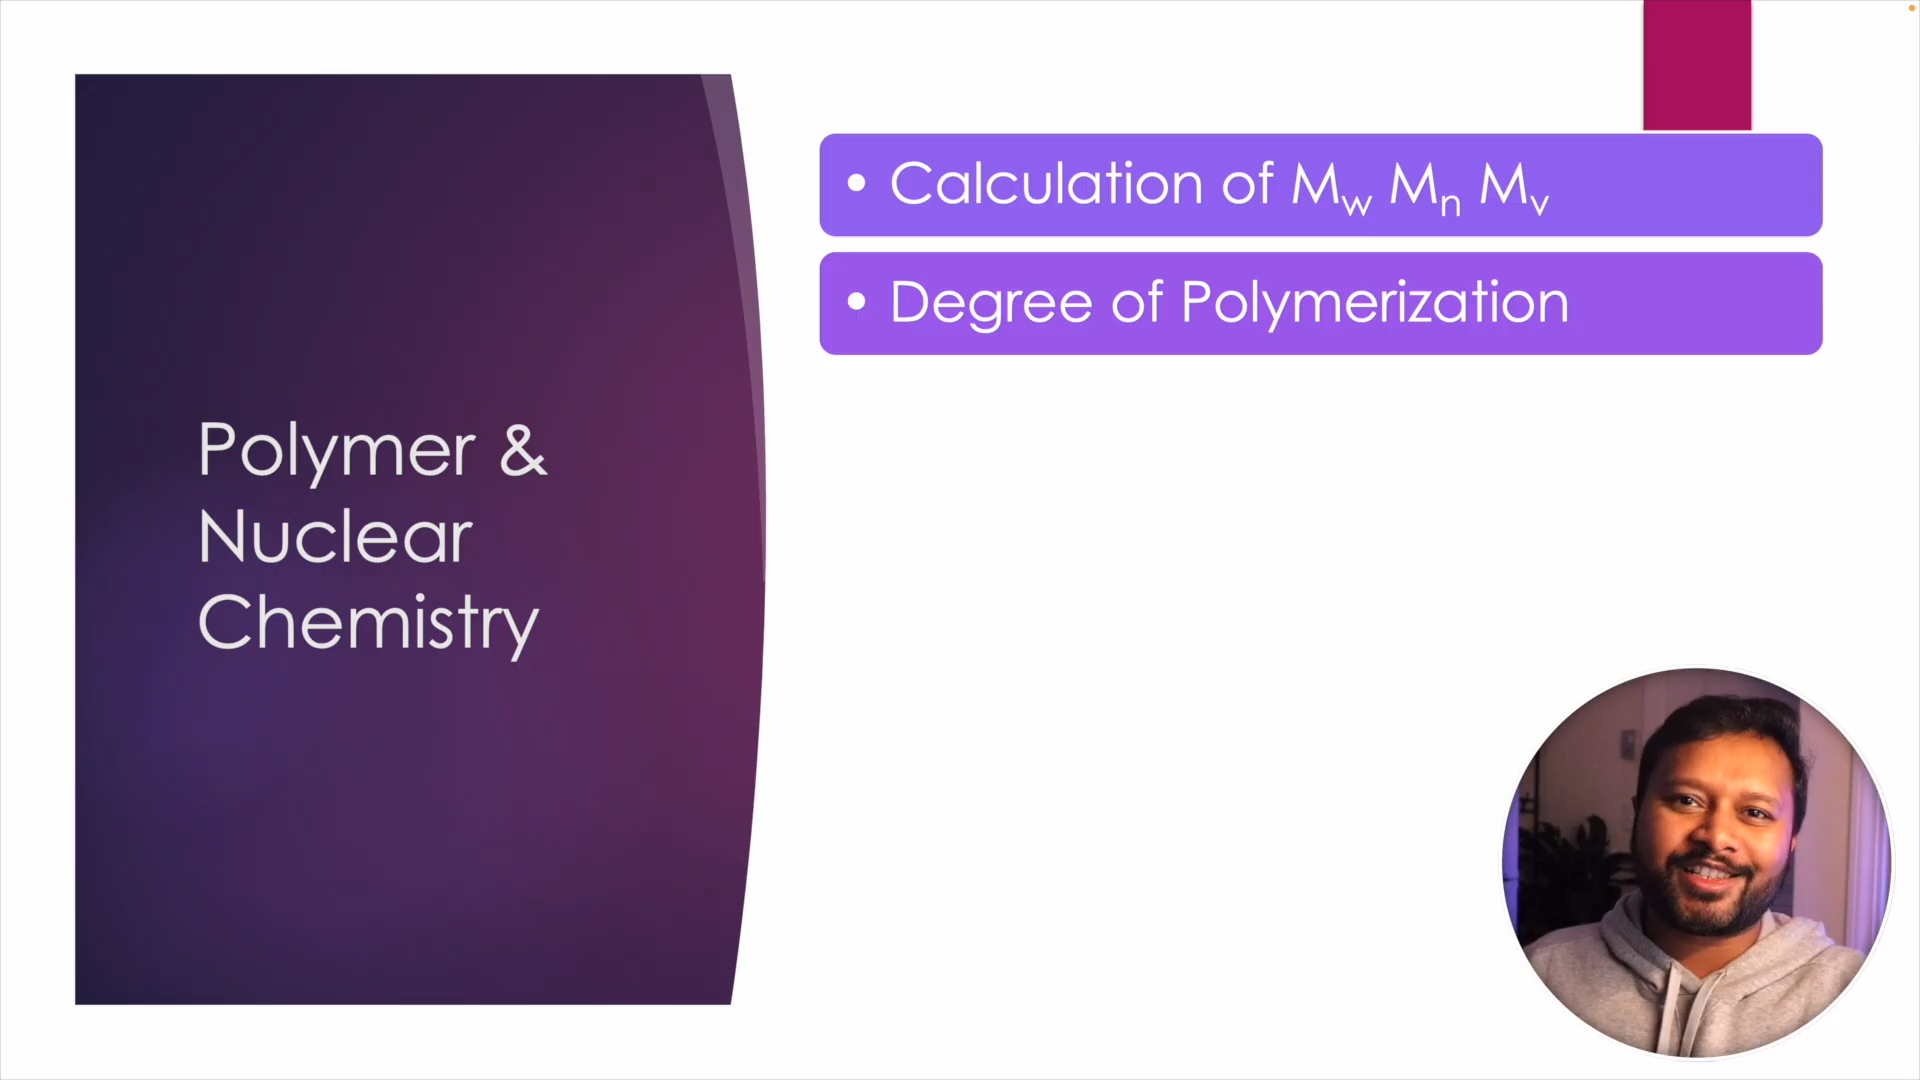 Polymer &
Nuclear
Chemistry
• Calculation of Mw Mn Mv
• Degree of Polymerization